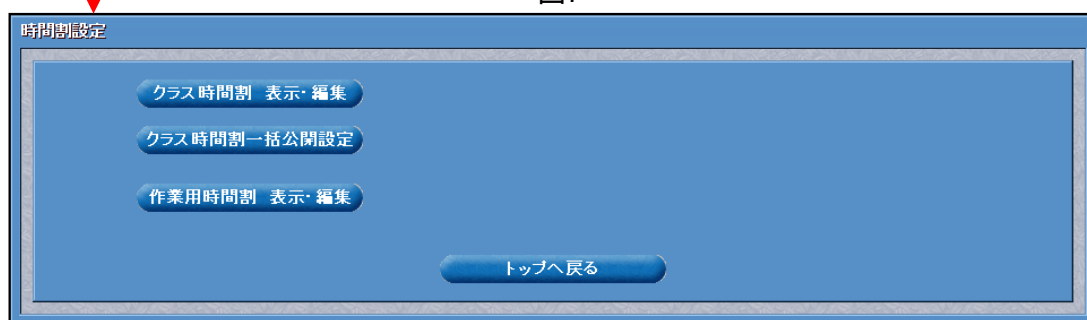 時間割設定
クラス時間割 表示・編集
クラス時間割一括公開設定
作業用時間割 表示・編集
トップへ戻る